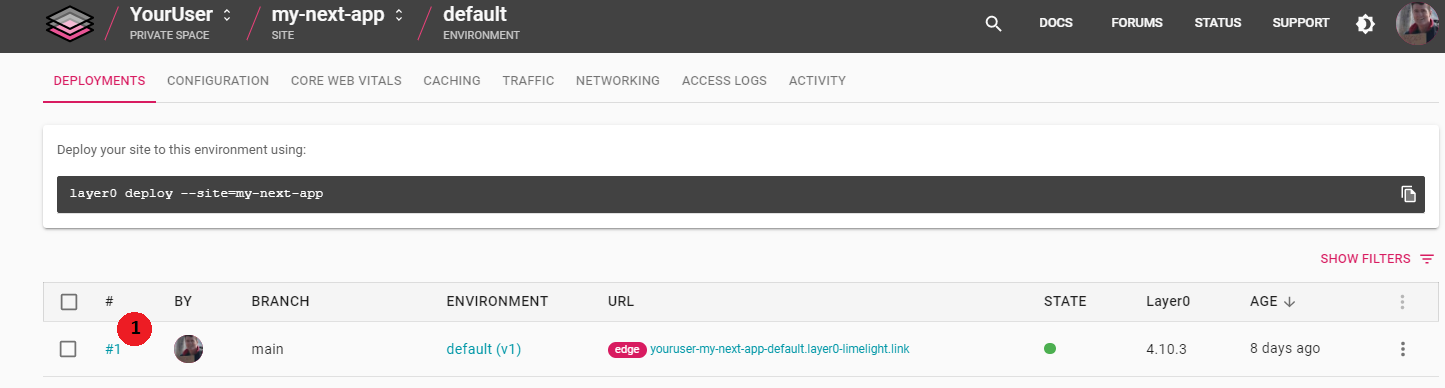 YourUser my-next-app default
PRIVATE SPACE SITE ENVIRONMENT
DOCS FORUMS STATUS SUPPORT
DEPLOYMENTS CONFIGURATION CORE WEB VITALS CACHING TRAFFIC NETWORKING ACCESS LOGS ACTIVITY
Deploy your site to this environment using:
layer0 deploy --site=my-next-app
SHOW FILTERS
# BY BRANCH ENVIRONMENT URL STATE Layer0 AGE
1
#1 main default (v1) edge youruser-my-next-app-default.layer0-limelight.link 4.10.3 8 days ago